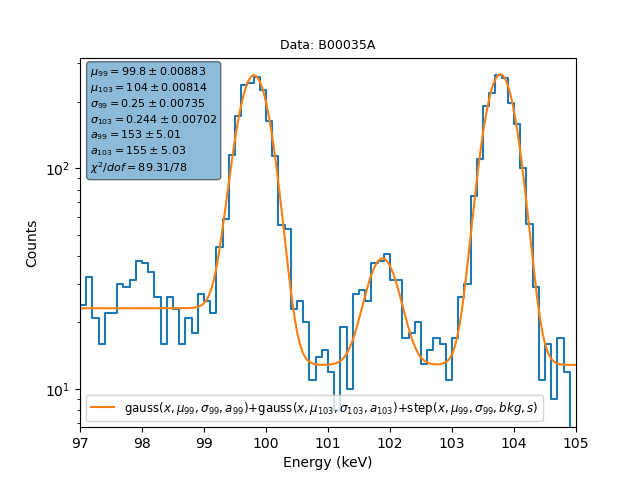 Data: B00035A
μ₉₉ = 99.8 ± 0.00883
μ₁₀₃ = 104 ± 0.00814
σ₉₉ = 0.25 ± 0.00735
σ₁₀₃ = 0.244 ± 0.00702
a₉₉ = 153 ± 5.01
a₁₀₃ = 155 ± 5.03
χ²/dof = 89.31/78
10²
10¹
Counts
gauss(x, μ₉₉, σ₉₉, a₉₉)+gauss(x, μ₁₀₃, σ₁₀₃, a₁₀₃)+step(x, μ₉₉, σ₉₉, bkg, s)
97 98 99 100 101 102 103 104 105
Energy (keV)